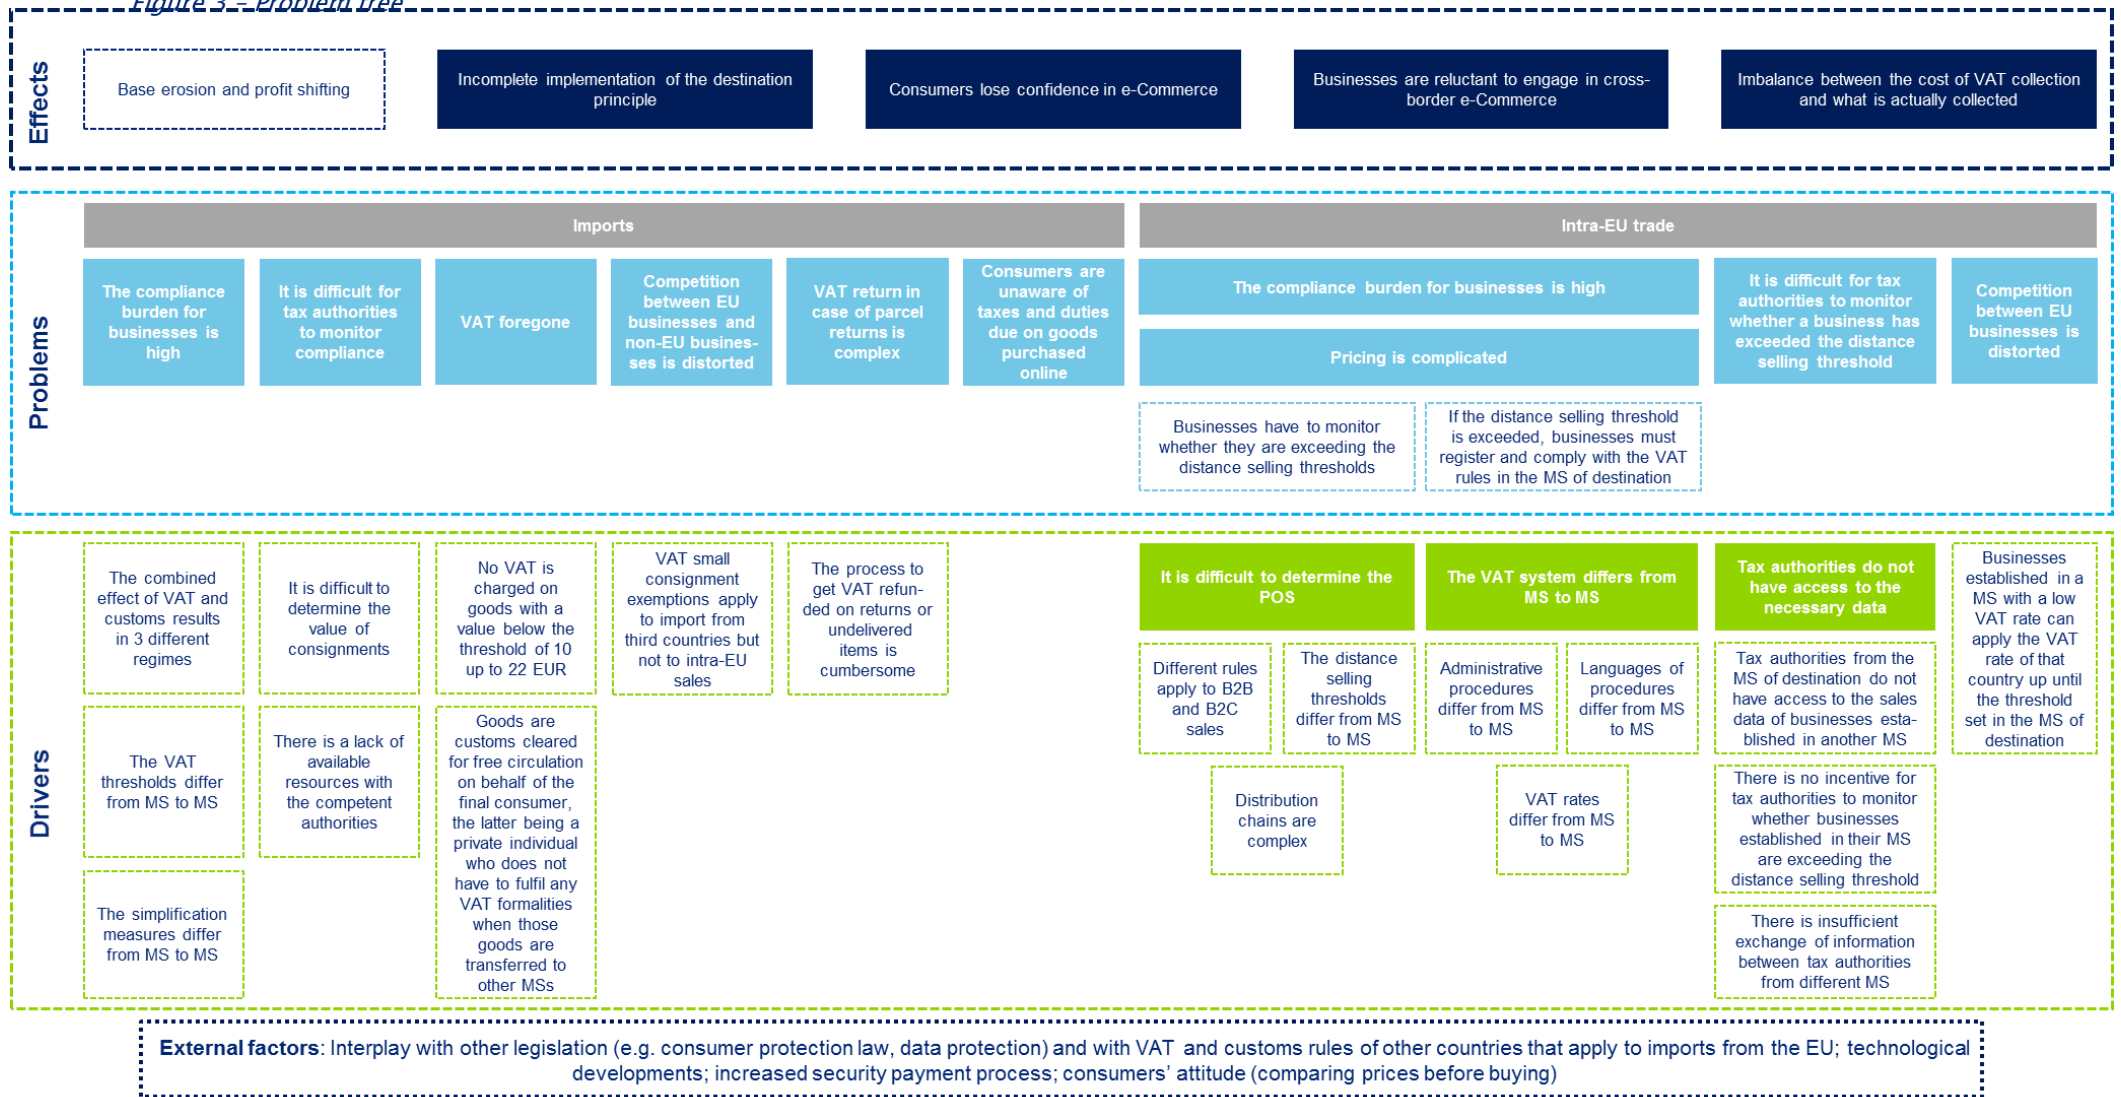 Figure 3 – Problem tree
Effects
Base erosion and profit shifting
Incomplete implementation of the destination
principle
Consumers lose confidence in e-Commerce
Businesses are reluctant to engage in cross-
border e-Commerce
Imbalance between the cost of VAT collection
and what is actually collected
Problems
Imports
The compliance
burden for
businesses is
high
It is difficult for
tax authorities
to monitor
compliance
VAT foregone
Competition
between EU
businesses and
non-EU busines-
ses is distorted
VAT return in
case of parcel
returns is
complex
Consumers are
unaware of
taxes and duties
due on goods
purchased
online
Intra-EU trade
The compliance burden for businesses is high
Pricing is complicated
Businesses have to monitor
whether they are exceeding the
distance selling thresholds
If the distance selling threshold
is exceeded, businesses must
register and comply with the VAT
rules in the MS of destination
It is difficult for tax
authorities to monitor
whether a business has
exceeded the distance
selling threshold
Competition
between EU
businesses is
distorted
Drivers
The combined
effect of VAT and
customs results
in 3 different
regimes
The VAT
thresholds differ
from MS to MS
The simplification
measures differ
from MS to MS
It is difficult to
determine the
value of
consignments
There is a lack of
available
resources with
the competent
authorities
No VAT is
charged on
goods with a
value below the
threshold of 10
up to 22 EUR
Goods are
customs cleared
for free circulation
on behalf of the
final consumer,
the latter being a
private individual
who does not
have to fulfil any
VAT formalities
when those
goods are
transferred to
other MSs
VAT small
consignment
exemptions apply
to import from
third countries but
not to intra-EU
sales
The process to
get VAT refun-
ded on returns or
undelivered
items is
cumbersome
It is difficult to determine the
POS
Different rules
apply to B2B
and B2C
sales
The distance
selling
thresholds
differ from MS
to MS
Distribution
chains are
complex
The VAT system differs from
MS to MS
Administrative
procedures
differ from MS
to MS
Languages of
procedures
differ from MS
to MS
VAT rates
differ from MS
to MS
Tax authorities do not
have access to the
necessary data
Tax authorities from the
MS of destination do not
have access to the sales
data of businesses esta-
blished in another MS
There is no incentive for
tax authorities to monitor
whether businesses
established in their MS
are exceeding the
distance selling threshold
There is insufficient
exchange of information
between tax authorities
from different MS
Businesses
established in a
MS with a low
VAT rate can
apply the VAT
rate of that
country up until
the threshold
set in the MS of
destination
External factors: Interplay with other legislation (e.g. consumer protection law, data protection) and with VAT and customs rules of other countries that apply to imports from the EU; technological
developments; increased security payment process; consumers' attitude (comparing prices before buying)